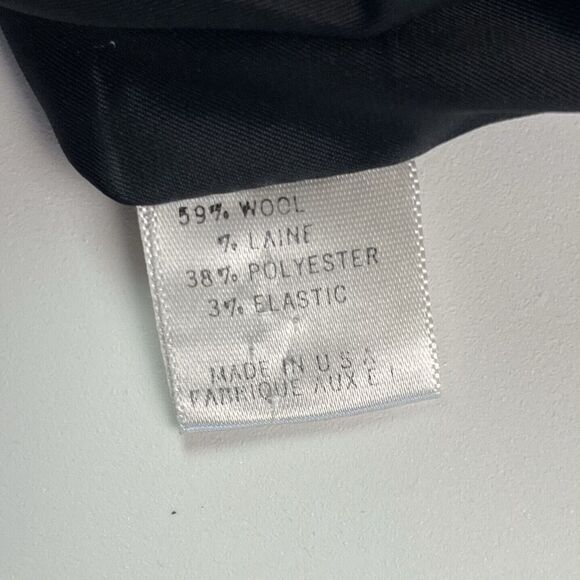 59% WOOL
% LAINE
38% POLYESTER
3% ELASTIC
MADE IN U.S.A
FABRIQUE AUX E